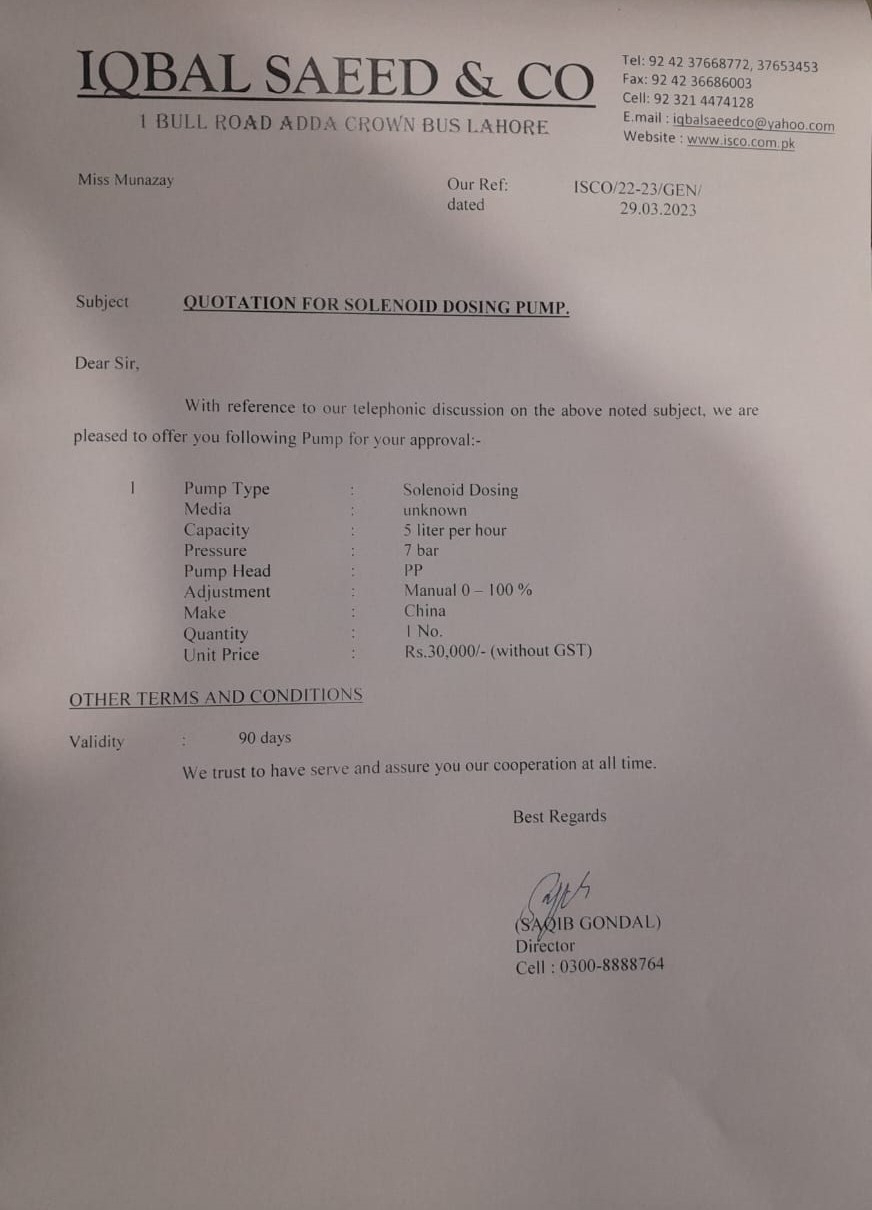 IQBAL SAEED & CO
1 BULL ROAD ADDA CROWN BUS LAHORE
Tel: 92 42 37668772, 37653453
Fax: 92 42 36686003
Cell: 92 321 4474128
E.mail : iqbalsaeedco@yahoo.com
Website : www.isco.com.pk
Miss Munazay
Our Ref: ISCO/22-23/GEN/
dated 29.03.2023
Subject QUOTATION FOR SOLENOID DOSING PUMP.
Dear Sir,
With reference to our telephonic discussion on the above noted subject, we are
pleased to offer you following Pump for your approval:-
1 Pump Type : Solenoid Dosing
Media : unknown
Capacity : 5 liter per hour
Pressure : 7 bar
Pump Head : PP
Adjustment : Manual 0 – 100 %
Make : China
Quantity : 1 No.
Unit Price : Rs.30,000/- (without GST)
OTHER TERMS AND CONDITIONS
Validity : 90 days
We trust to have serve and assure you our cooperation at all time.
Best Regards
(SAQIB GONDAL)
Director
Cell : 0300-8888764